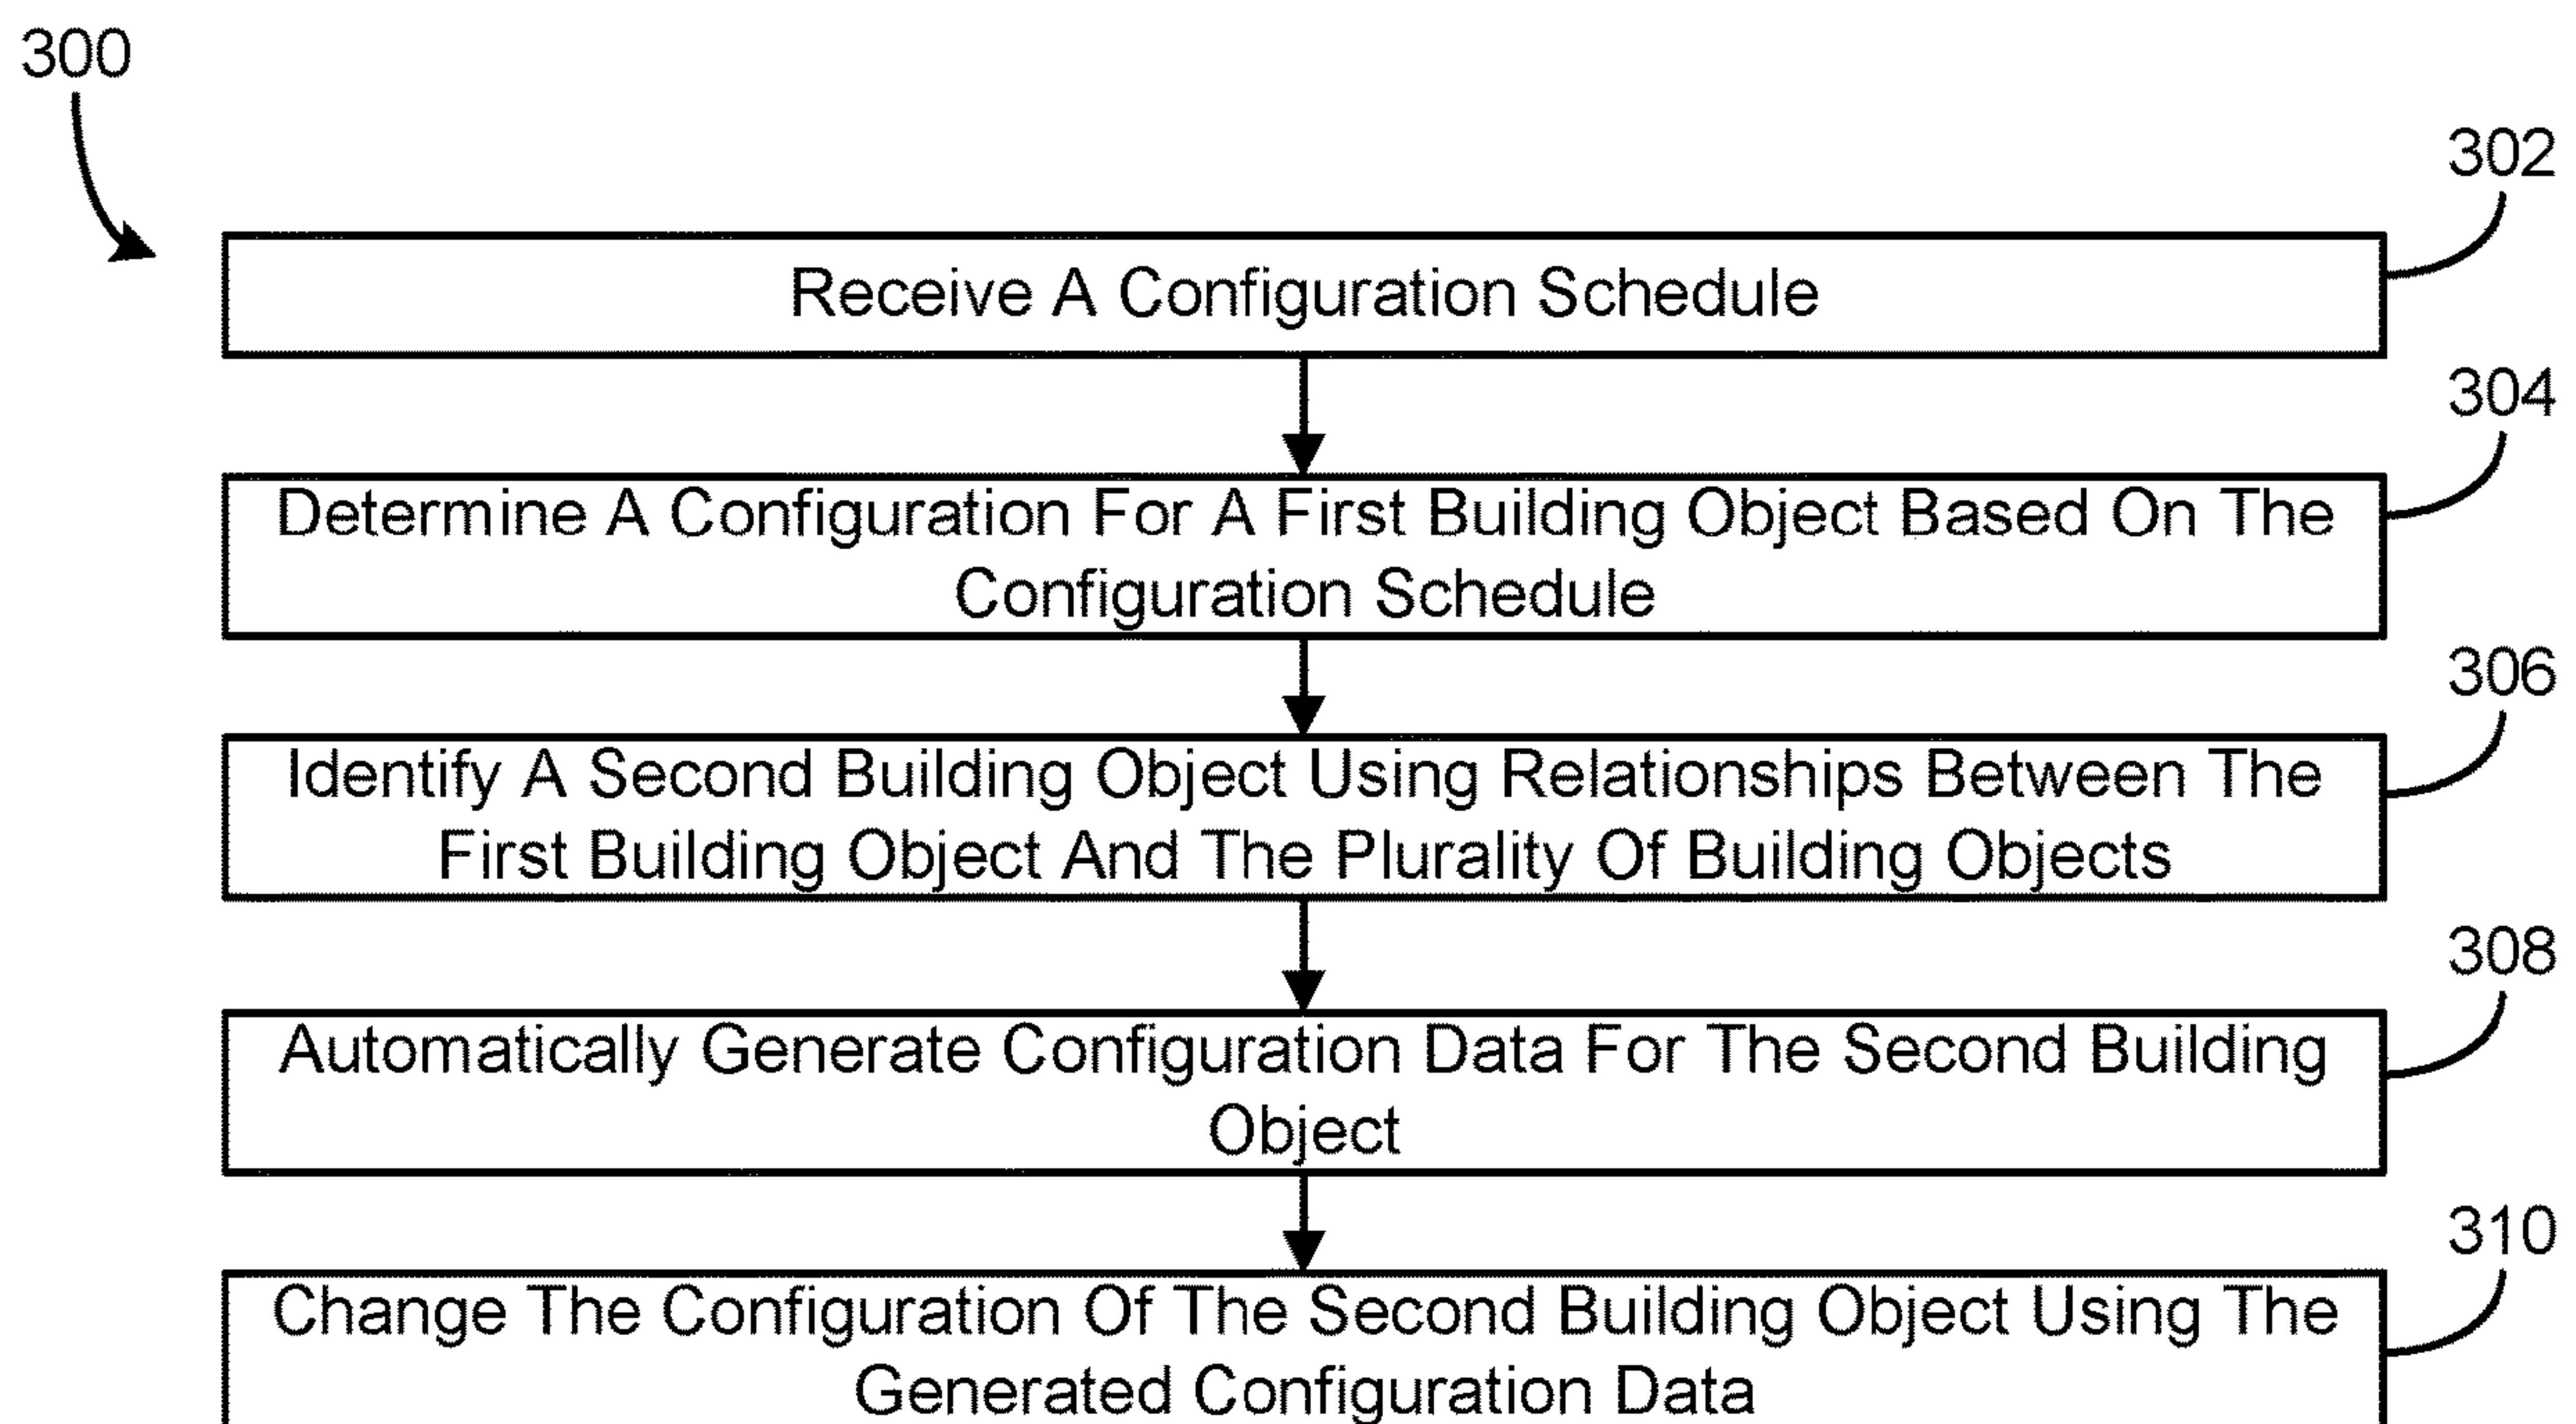 300
302
Receive A Configuration Schedule
304
Determine A Configuration For A First Building Object Based On The
Configuration Schedule
306
Identify A Second Building Object Using Relationships Between The
First Building Object And The Plurality Of Building Objects
308
Automatically Generate Configuration Data For The Second Building
Object
310
Change The Configuration Of The Second Building Object Using The
Generated Configuration Data